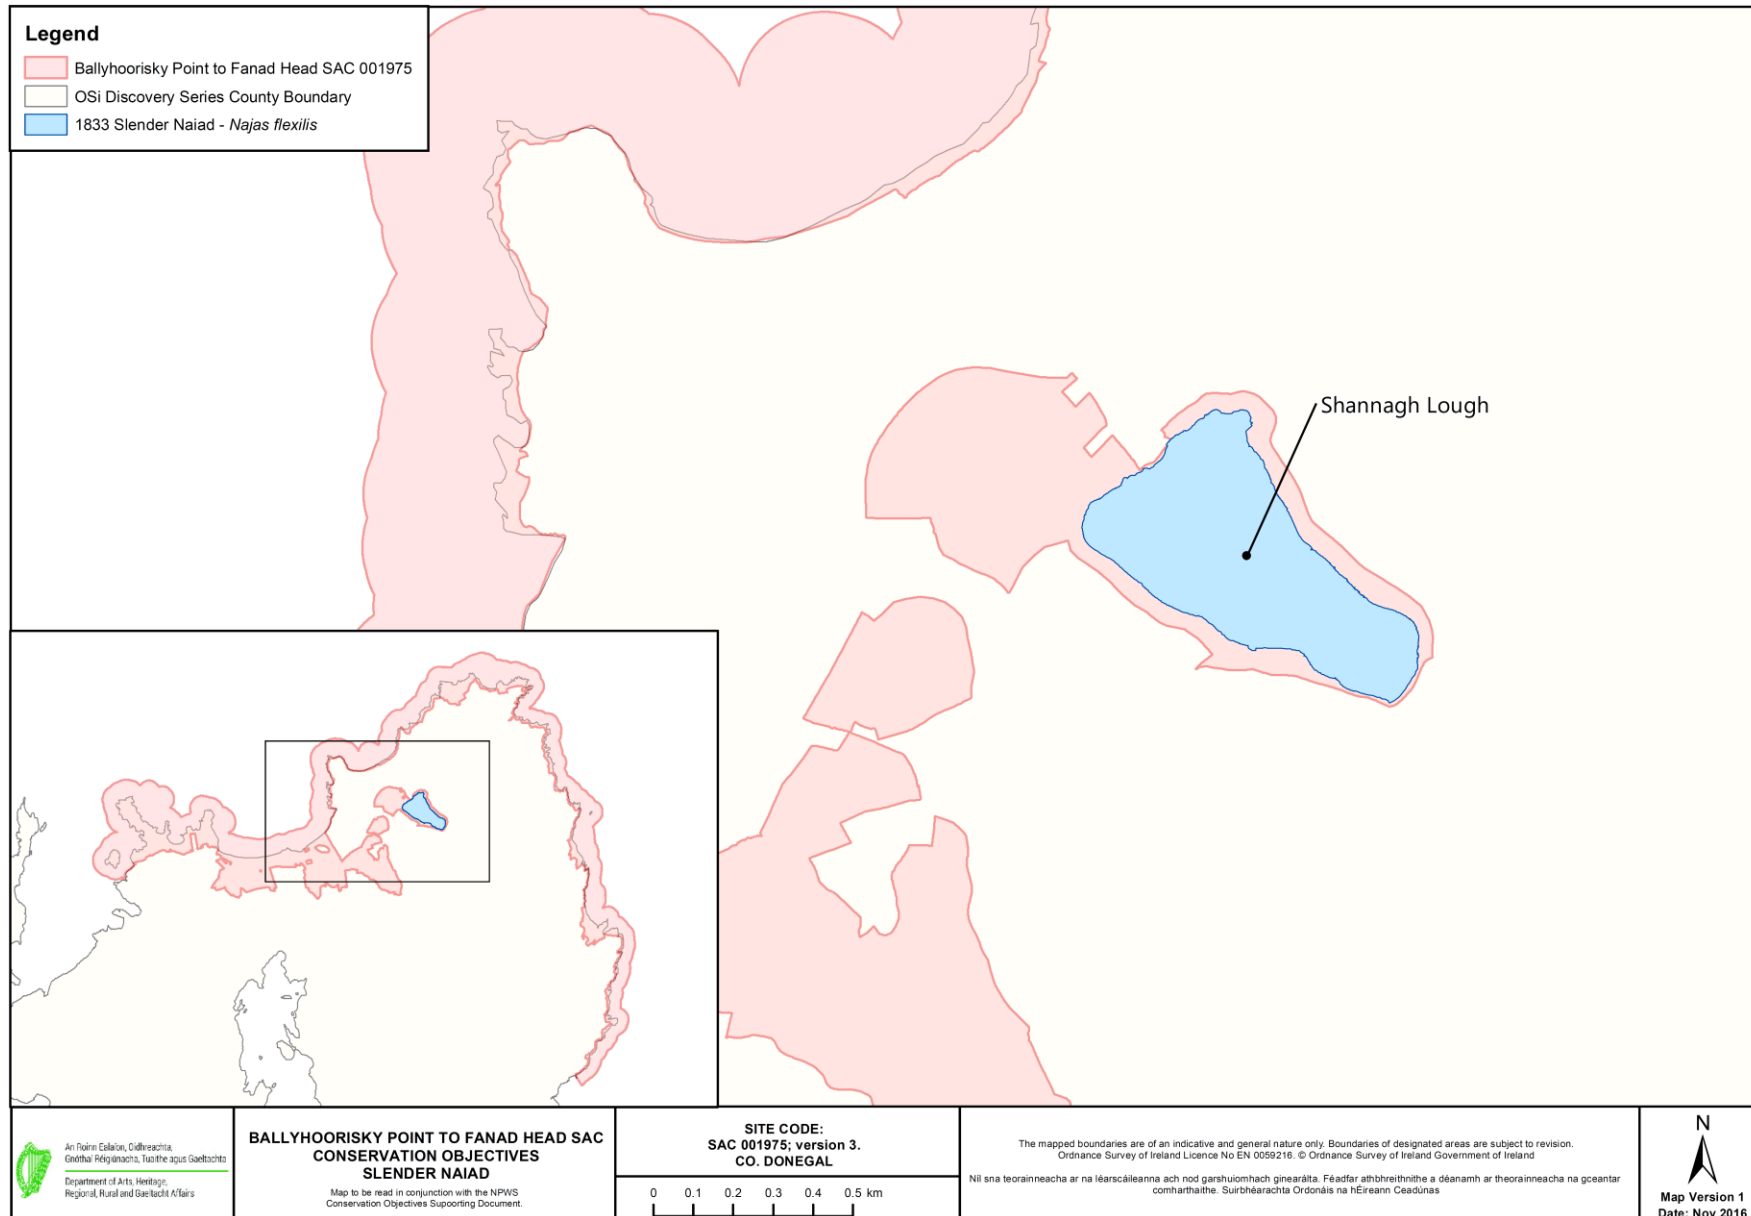 Legend
Ballyhoorisky Point to Fanad Head SAC 001975
OSi Discovery Series County Boundary
1833 Slender Naiad - Najas flexilis
Shannagh Lough
An Roinn Ealaíon, Oidhreachta,
Gnóthaí Réigiúnacha, Tuaithe agus Gaeltachta
Department of Arts, Heritage,
Regional, Rural and Gaeltacht Affairs
BALLYHOORISKY POINT TO FANAD HEAD SAC
CONSERVATION OBJECTIVES
SLENDER NAIAD
Map to be read in conjunction with the NPWS
Conservation Objectives Supporting Document.
SITE CODE:
SAC 001975; version 3.
CO. DONEGAL
0 0.1 0.2 0.3 0.4 0.5 km
The mapped boundaries are of an indicative and general nature only. Boundaries of designated areas are subject to revision.
Ordnance Survey of Ireland Licence No EN 0059216. © Ordnance Survey of Ireland Government of Ireland
Níl sna teorainneacha ar na léarscáileanna ach nod garshuiomhach ginearálta. Féadfar athbhreithnithe a déanamh ar theorainneacha na gceantar
comharthaithe. Suirbhéarachta Ordonáis na hÉireann Ceadúnas
N
Map Version 1
Date: Nov 2016